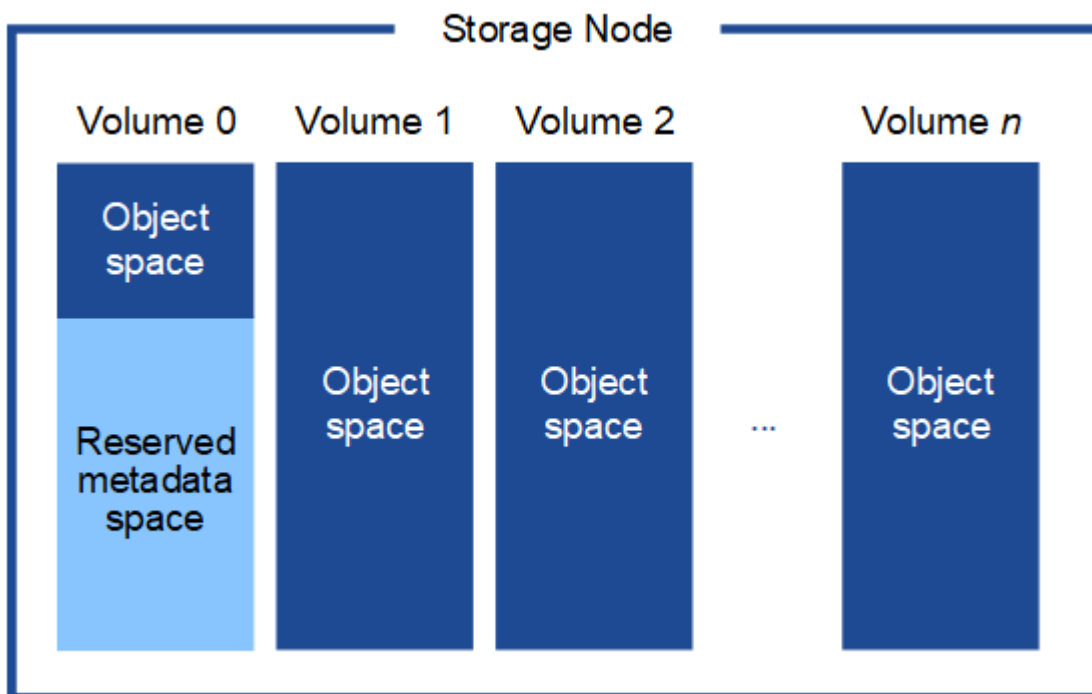 Storage Node
Volume 0
Volume 1
Volume 2
Volume n
Object
space
Reserved
metadata
space
Object
space
Object
space
...
Object
space